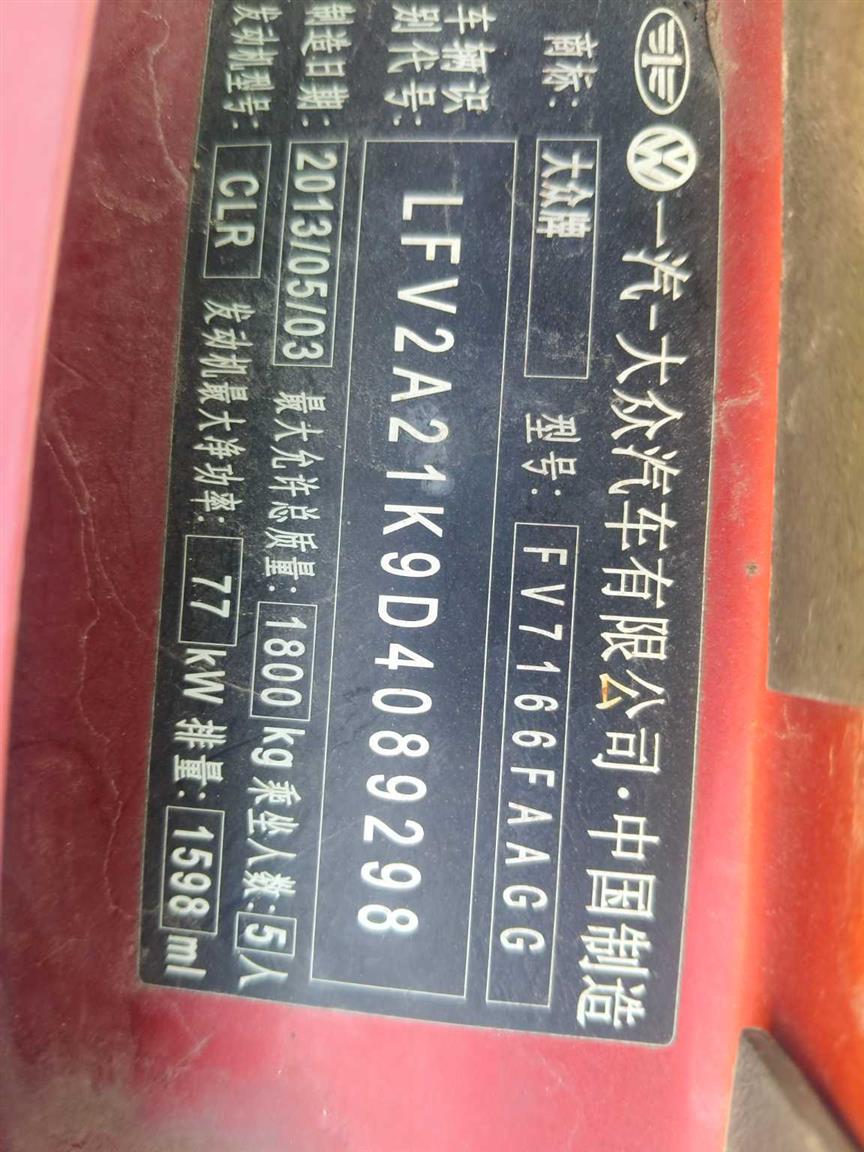 一汽-大众汽车有限公司·中国制造
商标: 大众牌 型号: FV7166FAAGG
车辆识别代号: LFV2A21K9D4089298
制造日期: 2013/05/03 最大允许总质量: 1800 kg 乘坐人数: 5 人
发动机型号: CLR 发动机最大净功率: 77 kW 排量: 1598 ml